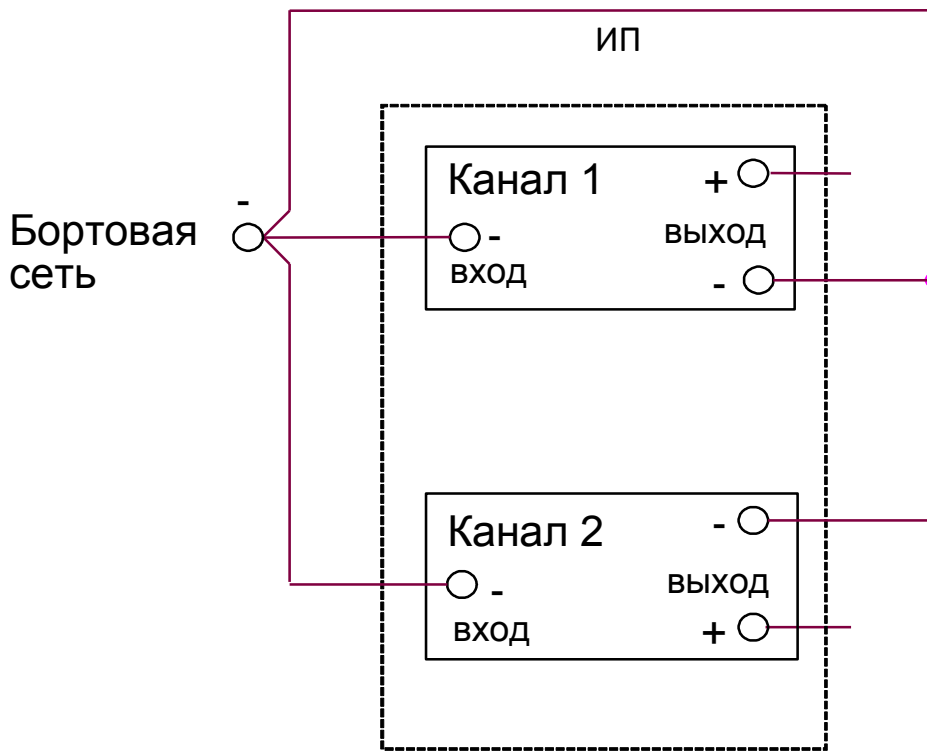 ИП
Канал 1
+
выход
-
-
вход
-
Бортовая
сеть
Канал 2
-
выход
-
вход
+